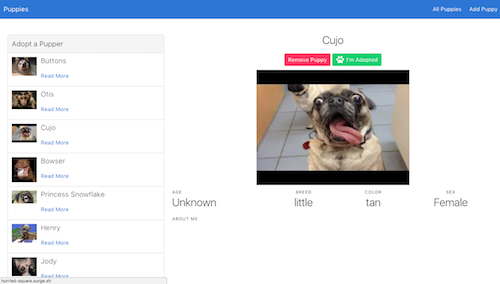 Puppies
All Puppies
Add Puppy
Adopt a Pupper
Buttons
Read More
Otis
Read More
Cujo
Read More
Bowser
Read More
Princess Snowflake
Read More
Henry
Read More
Jody
Read More
hurried-square.surge.sh
Cujo
Remove Puppy
I'm Adopted
AGE
Unknown
BREED
little
COLOR
tan
SEX
Female
ABOUT ME